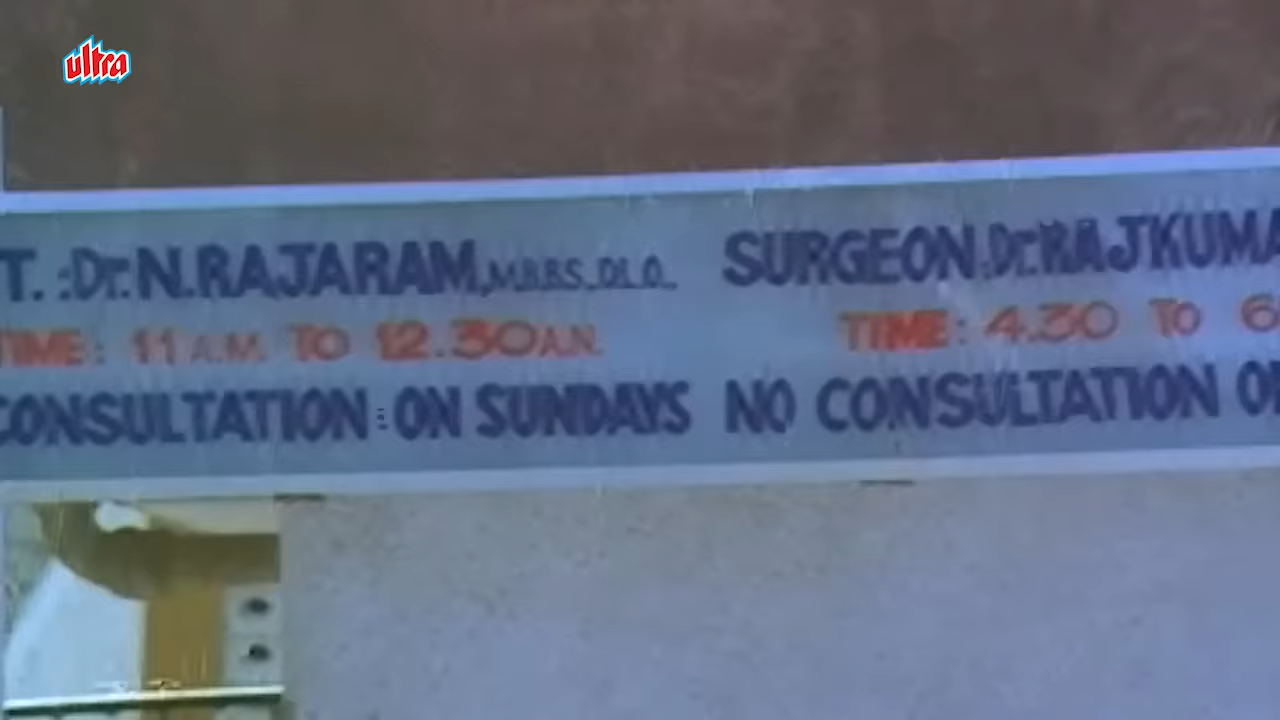 ultra
T. :Dr.N.RAJARAM,M.B.B.S.,D.L.O. SURGEON.Dr.RAJKUMA
TIME: 11 A.M. TO 12.30 A.N. TIME: 4.30 TO 6
CONSULTATION : ON SUNDAYS NO CONSULTATION O